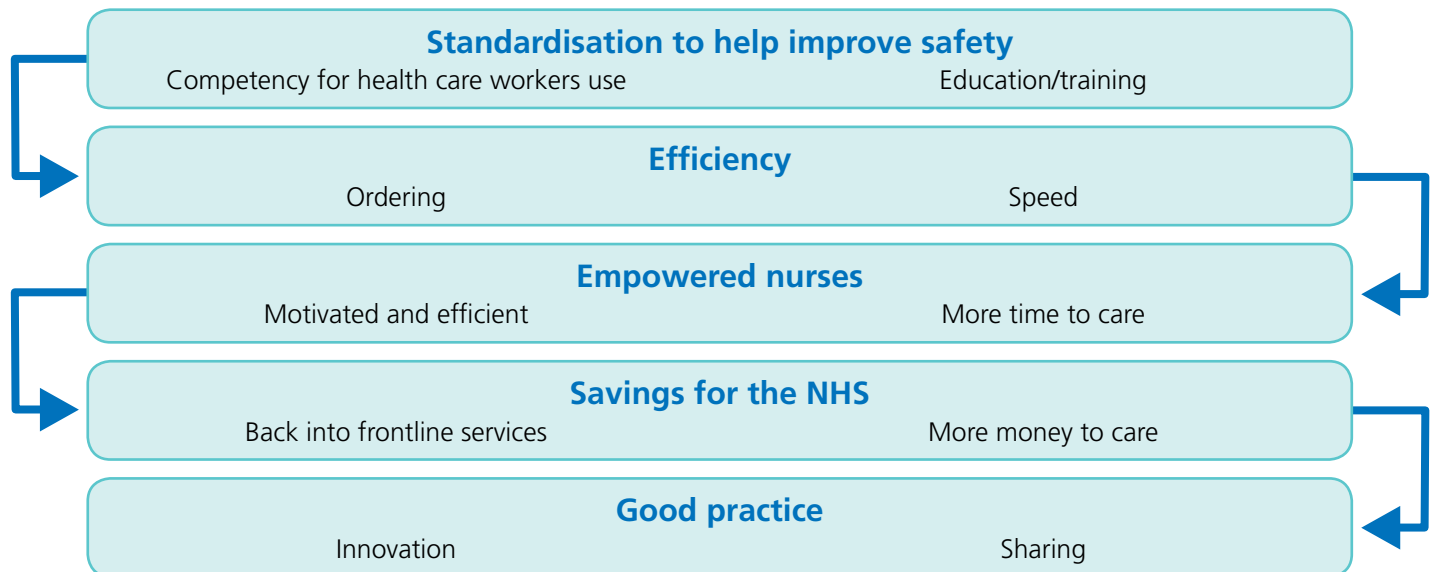 Standardisation to help improve safety
Competency for health care workers use Education/training
Efficiency
Ordering Speed
Empowered nurses
Motivated and efficient More time to care
Savings for the NHS
Back into frontline services More money to care
Good practice
Innovation Sharing